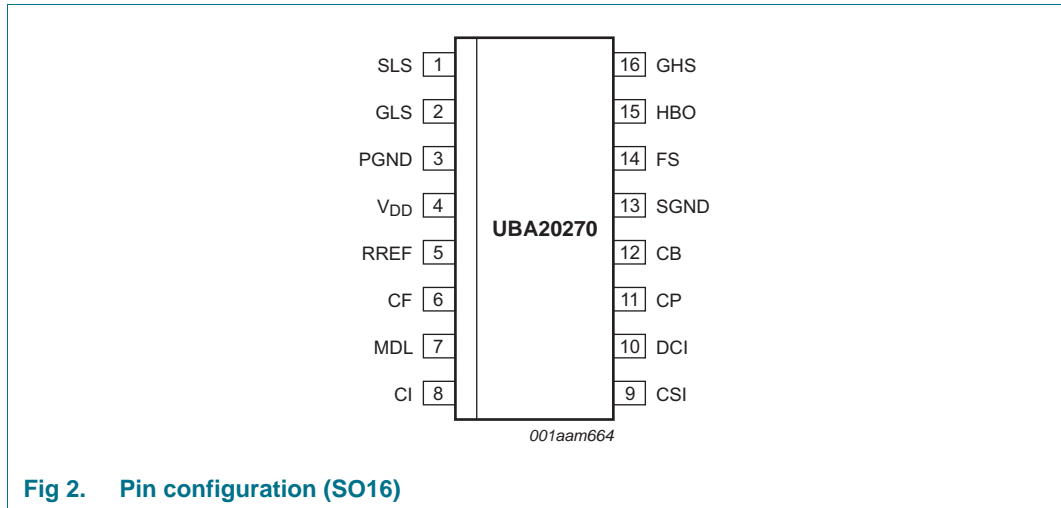 SLS 1 16 GHS
GLS 2 15 HBO
PGND 3 14 FS
VDD 4 13 SGND
UBA20270
RREF 5 12 CB
CF 6 11 CP
MDL 7 10 DCI
CI 8 9 CSI
001aam664
Fig 2. Pin configuration (SO16)